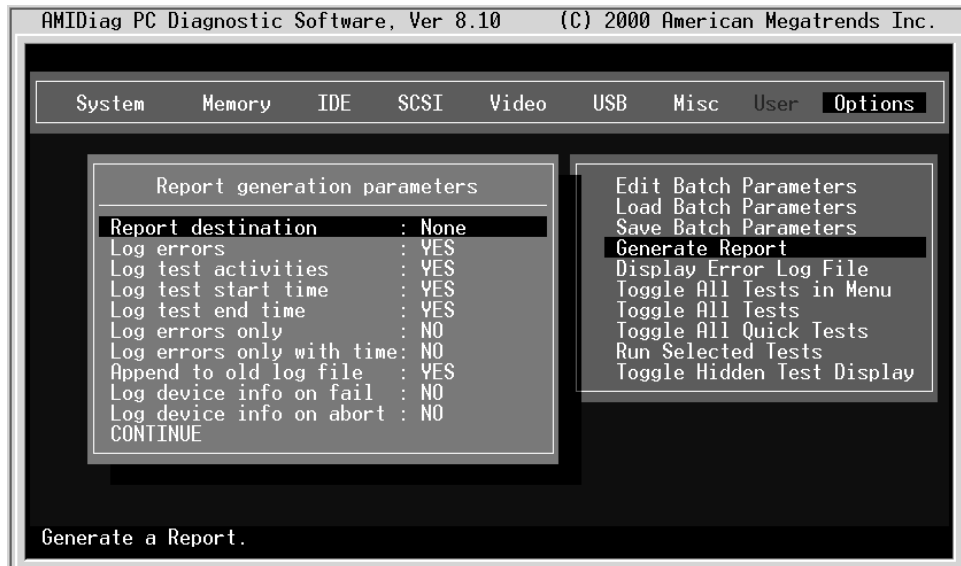 AMIDiag PC Diagnostic Software, Ver 8.10 (C) 2000 American Megatrends Inc.
System Memory IDE SCSI Video USB Misc User Options
Report generation parameters
Report destination : None
Log errors : YES
Log test activities : YES
Log test start time : YES
Log test end time : YES
Log errors only : NO
Log errors only with time: NO
Append to old log file : YES
Log device info on fail : NO
Log device info on abort : NO
CONTINUE
Edit Batch Parameters
Load Batch Parameters
Save Batch Parameters
Generate Report
Display Error Log File
Toggle All Tests in Menu
Toggle All Tests
Toggle All Quick Tests
Run Selected Tests
Toggle Hidden Test Display
Generate a Report.